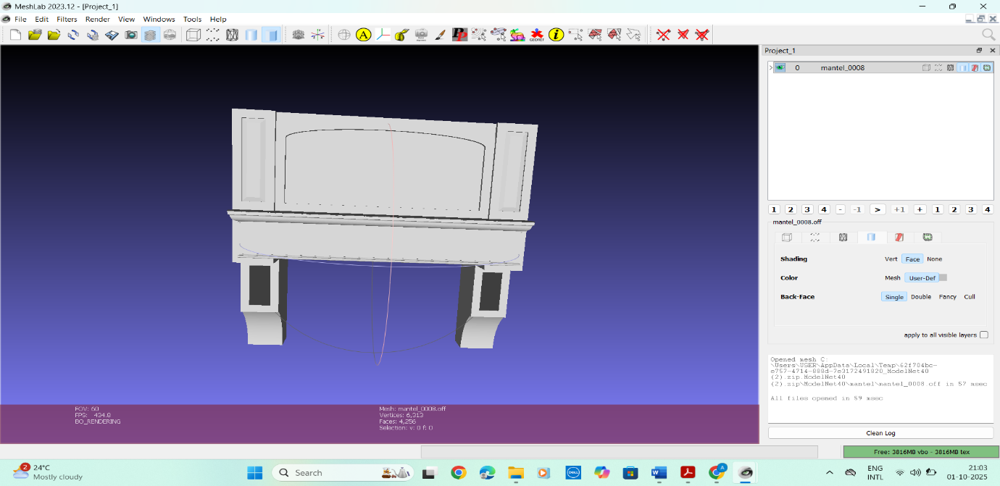 MeshLab 2023.12 - [Project_1]
File Edit Filters Render View Windows Tools Help
A
PP
GEOREF
i
Project_1
0 mantel_0008
1 2 3 4 - -1 > +1 + 1 2 3 4
mantel_0008.off
Shading Vert Face None
Color Mesh User-Def
Back-Face Single Double Fancy Cull
apply to all visible layers
Opened mesh C:
\Users\USER\AppData\Local\Temp\62f704bc-
e757-4714-888d-7e3172491820_ModelNet40
(2).zip.ModelNet40
(2).zip\ModelNet40\mantel\mantel_0008.off in 57 msec
All files opened in 59 msec
Clean Log
FOV: 60
FPS: 434.8
BO_RENDERING
Mesh: mantel_0008.off
Vertices: 6,313
Faces: 4,256
Selection: v: 0 f: 0
Free: 3816MB vbo - 3816MB tex
2
24°C
Mostly cloudy
Search
DELL
W
A
ENG
INTL
21:03
01-10-2025